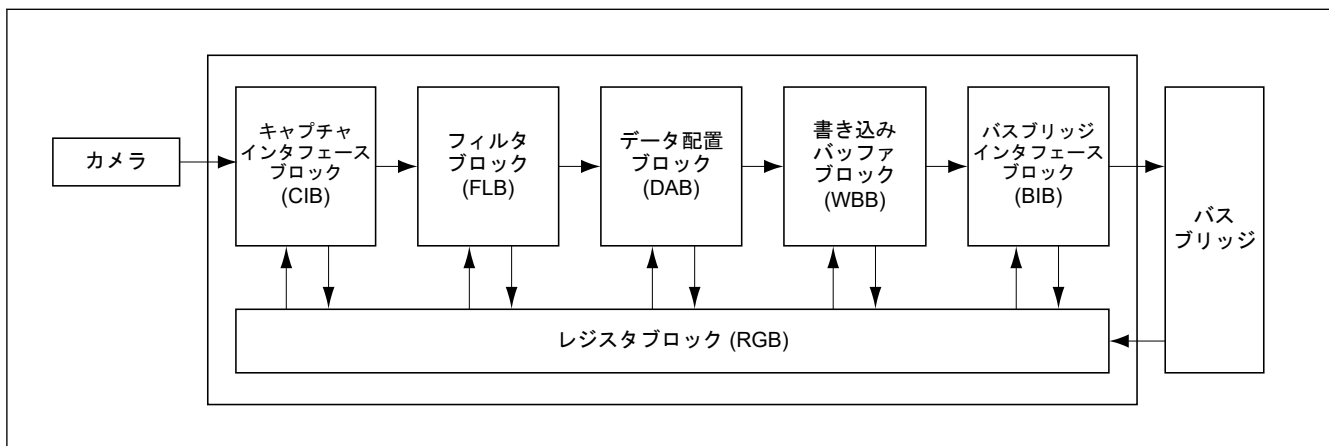 カメラ
キャプチャ
インタフェース
ブロック
(CIB)
フィルタ
ブロック
(FLB)
データ配置
ブロック
(DAB)
書き込み
バッファ
ブロック
(WBB)
バスブリッジ
インタフェース
ブロック
(BIB)
バス
ブリッジ
レジスタブロック (RGB)